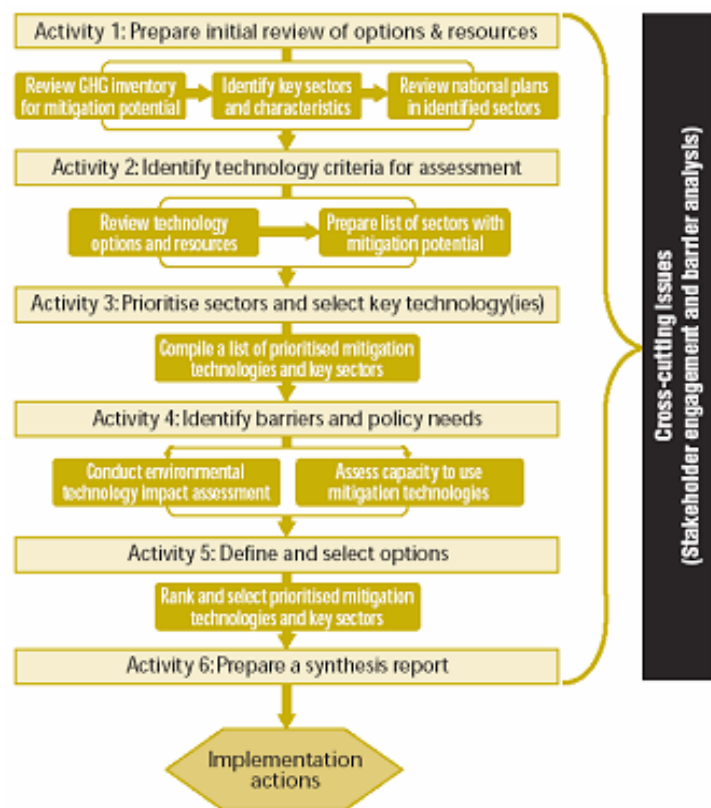 Activity 1: Prepare initial review of options & resources
Review GHG inventory
for mitigation potential
Identify key sectors
and characteristics
Review national plans
in identified sectors
Activity 2: Identify technology criteria for assessment
Review technology
options and resources
Prepare list of sectors with
mitigation potential
Activity 3: Prioritise sectors and select key technology(ies)
Compile a list of prioritised mitigation
technologies and key sectors
Activity 4: Identify barriers and policy needs
Conduct environmental
technology impact assessment
Assess capacity to use
mitigation technologies
Activity 5: Define and select options
Rank and select prioritised mitigation
technologies and key sectors
Activity 6: Prepare a synthesis report
Implementation
actions
Cross-cutting issues
(Stakeholder engagement and barrier analysis)